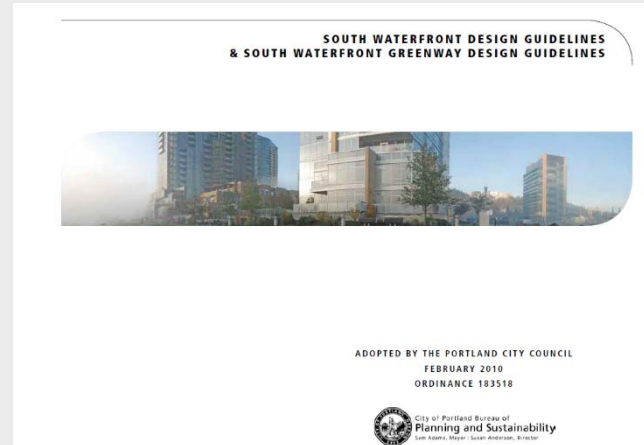 SOUTH WATERFRONT DESIGN GUIDELINES
& SOUTH WATERFRONT GREENWAY DESIGN GUIDELINES
ADOPTED BY THE PORTLAND CITY COUNCIL
FEBRUARY 2010
ORDINANCE 183518
City of Portland Bureau of
Planning and Sustainability
Sam Adams, Mayor | Susan Anderson, Director